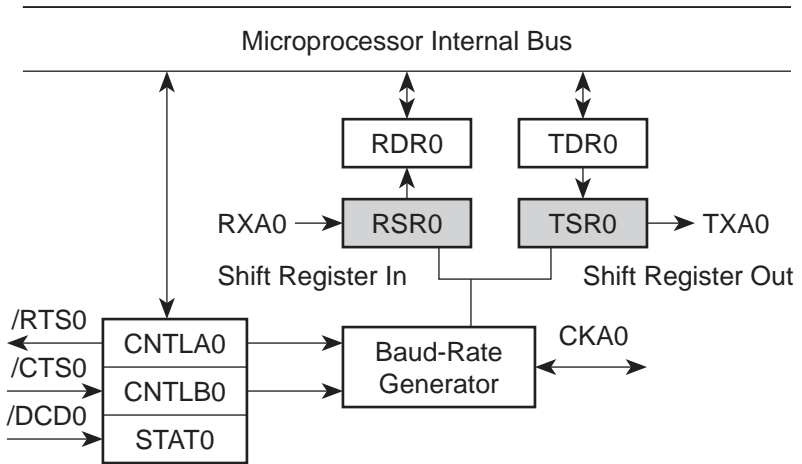 Microprocessor Internal Bus
RDR0
TDR0
RXA0
RSR0
TSR0
TXA0
Shift Register In
Shift Register Out
/RTS0
CNTLA0
Baud-Rate
Generator
CKA0
/CTS0
CNTLB0
/DCD0
STAT0